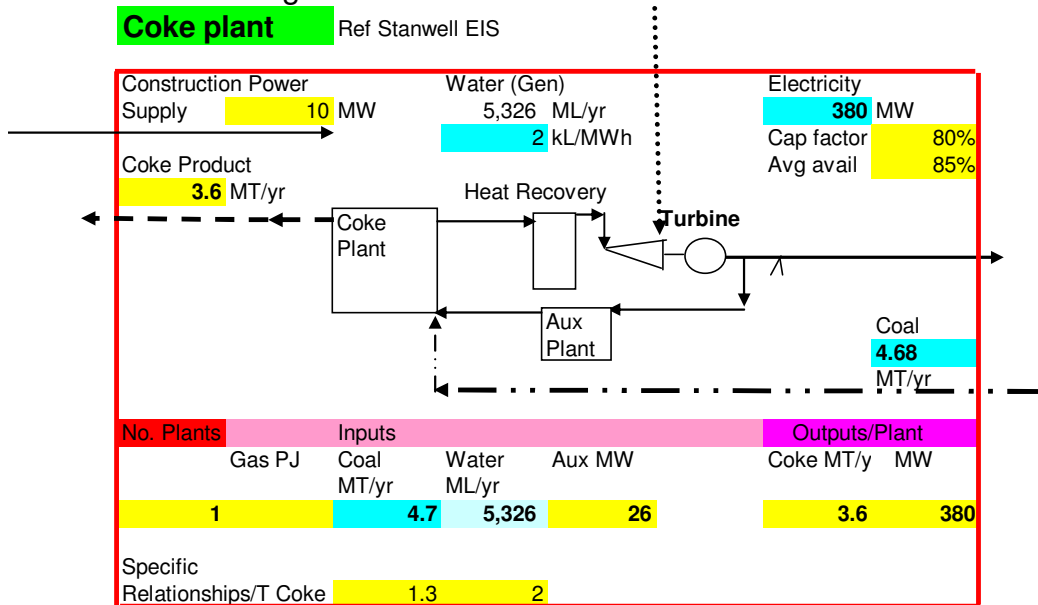 Coke plant Ref Stanwell EIS
Construction Power Water (Gen) Electricity
Supply 10 MW 5,326 ML/yr 380 MW
2 kL/MWh Cap factor 80%
Coke Product Avg avail 85%
3.6 MT/yr Heat Recovery
Coke Turbine
Plant
Aux Coal
Plant 4.68
MT/yr
No. Plants Inputs Outputs/Plant
Gas PJ Coal Water Aux MW Coke MT/y MW
MT/yr ML/yr
1 4.7 5,326 26 3.6 380
Specific
Relationships/T Coke 1.3 2